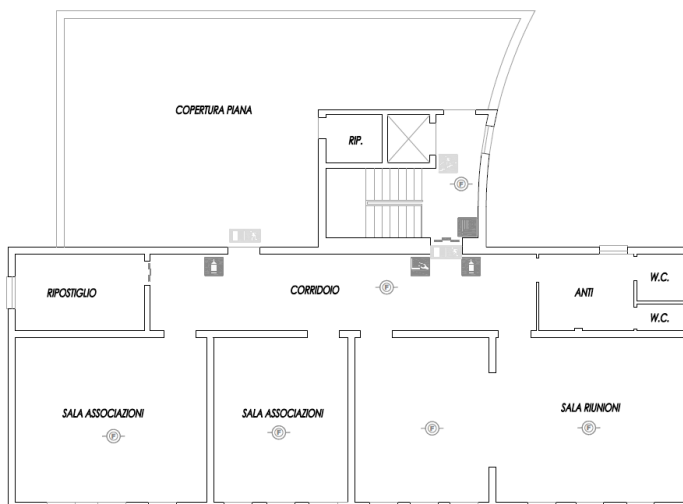 COPERTURA PIANA
RIP.
F
RIPOSTIGLIO
CORRIDOIO
F
ANTI
W.C.
W.C.
SALA ASSOCIAZIONI
F
SALA ASSOCIAZIONI
F
F
SALA RIUNIONI
F